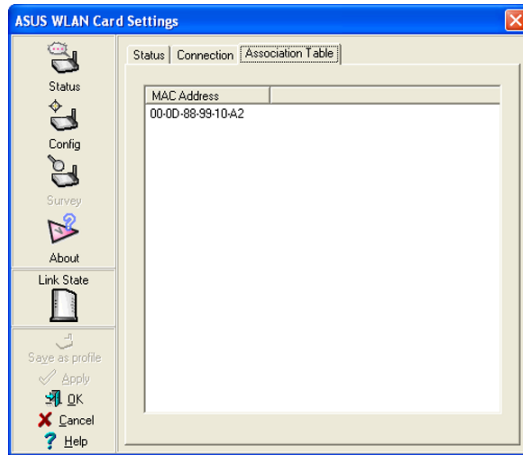 ASUS WLAN Card Settings
Status
Config
Survey
About
Link State
Save as profile
Apply
OK
Cancel
Help
Status
Connection
Association Table
MAC Address
00-0D-88-99-10-A2